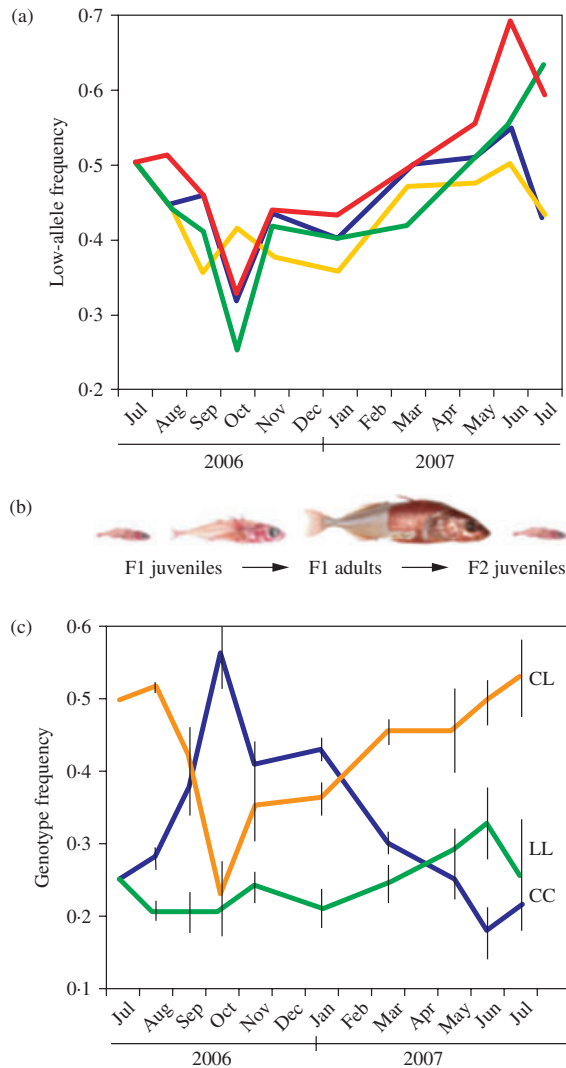 (a)
0·7
0·6
0·5
0·4
0·3
0·2
Low-allele frequency
Jul Aug Sep Oct Nov Dec Jan Feb Mar Apr May Jun Jul
2006 2007
(b)
F1 juveniles F1 adults F2 juveniles
(c)
0·6
0·5
0·4
0·3
0·2
0·1
Genotype frequency
CL
LL
CC
Jul Aug Sep Oct Nov Dec Jan Feb Mar Apr May Jun Jul
2006 2007